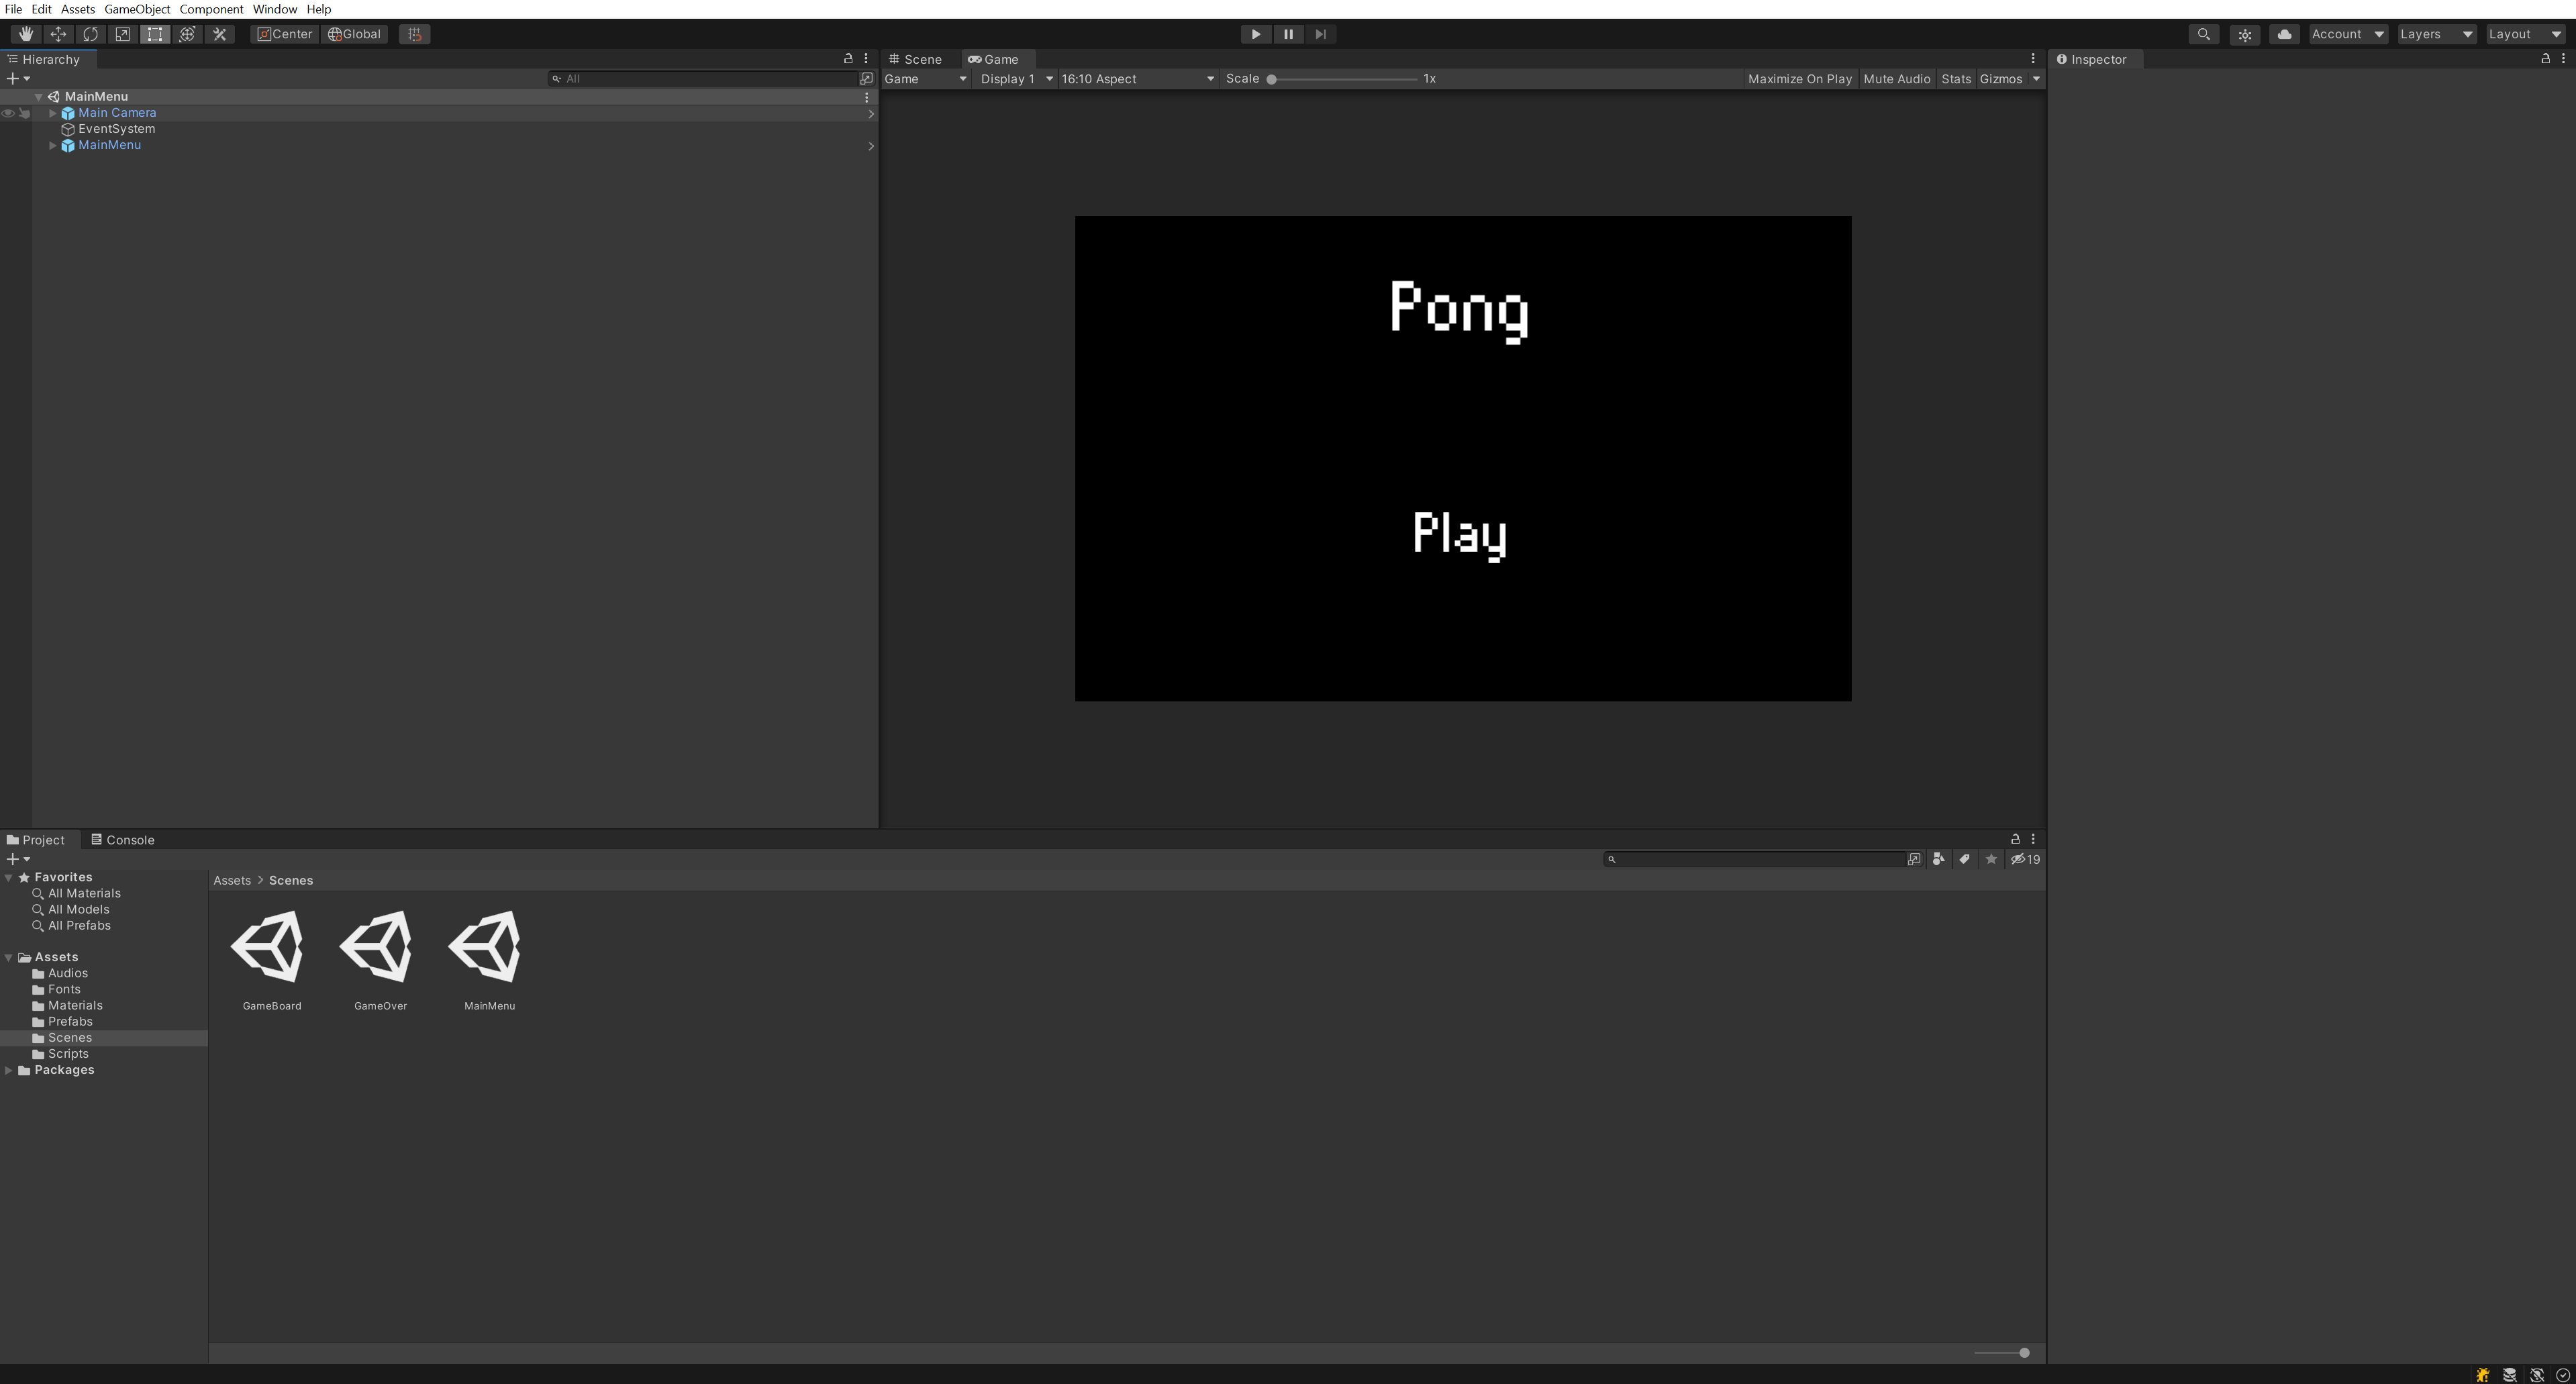 File Edit Assets GameObject Component Window Help
Center Global
Account Layers Layout
Hierarchy
All
MainMenu
Main Camera
EventSystem
MainMenu
Scene Game
Game Display 1 16:10 Aspect Scale 1x Maximize On Play Mute Audio Stats Gizmos
Pong
Play
Inspector
Project Console
19
Favorites
All Materials
All Models
All Prefabs
Assets
Audios
Fonts
Materials
Prefabs
Scenes
Scripts
Packages
Assets > Scenes
GameBoard GameOver MainMenu